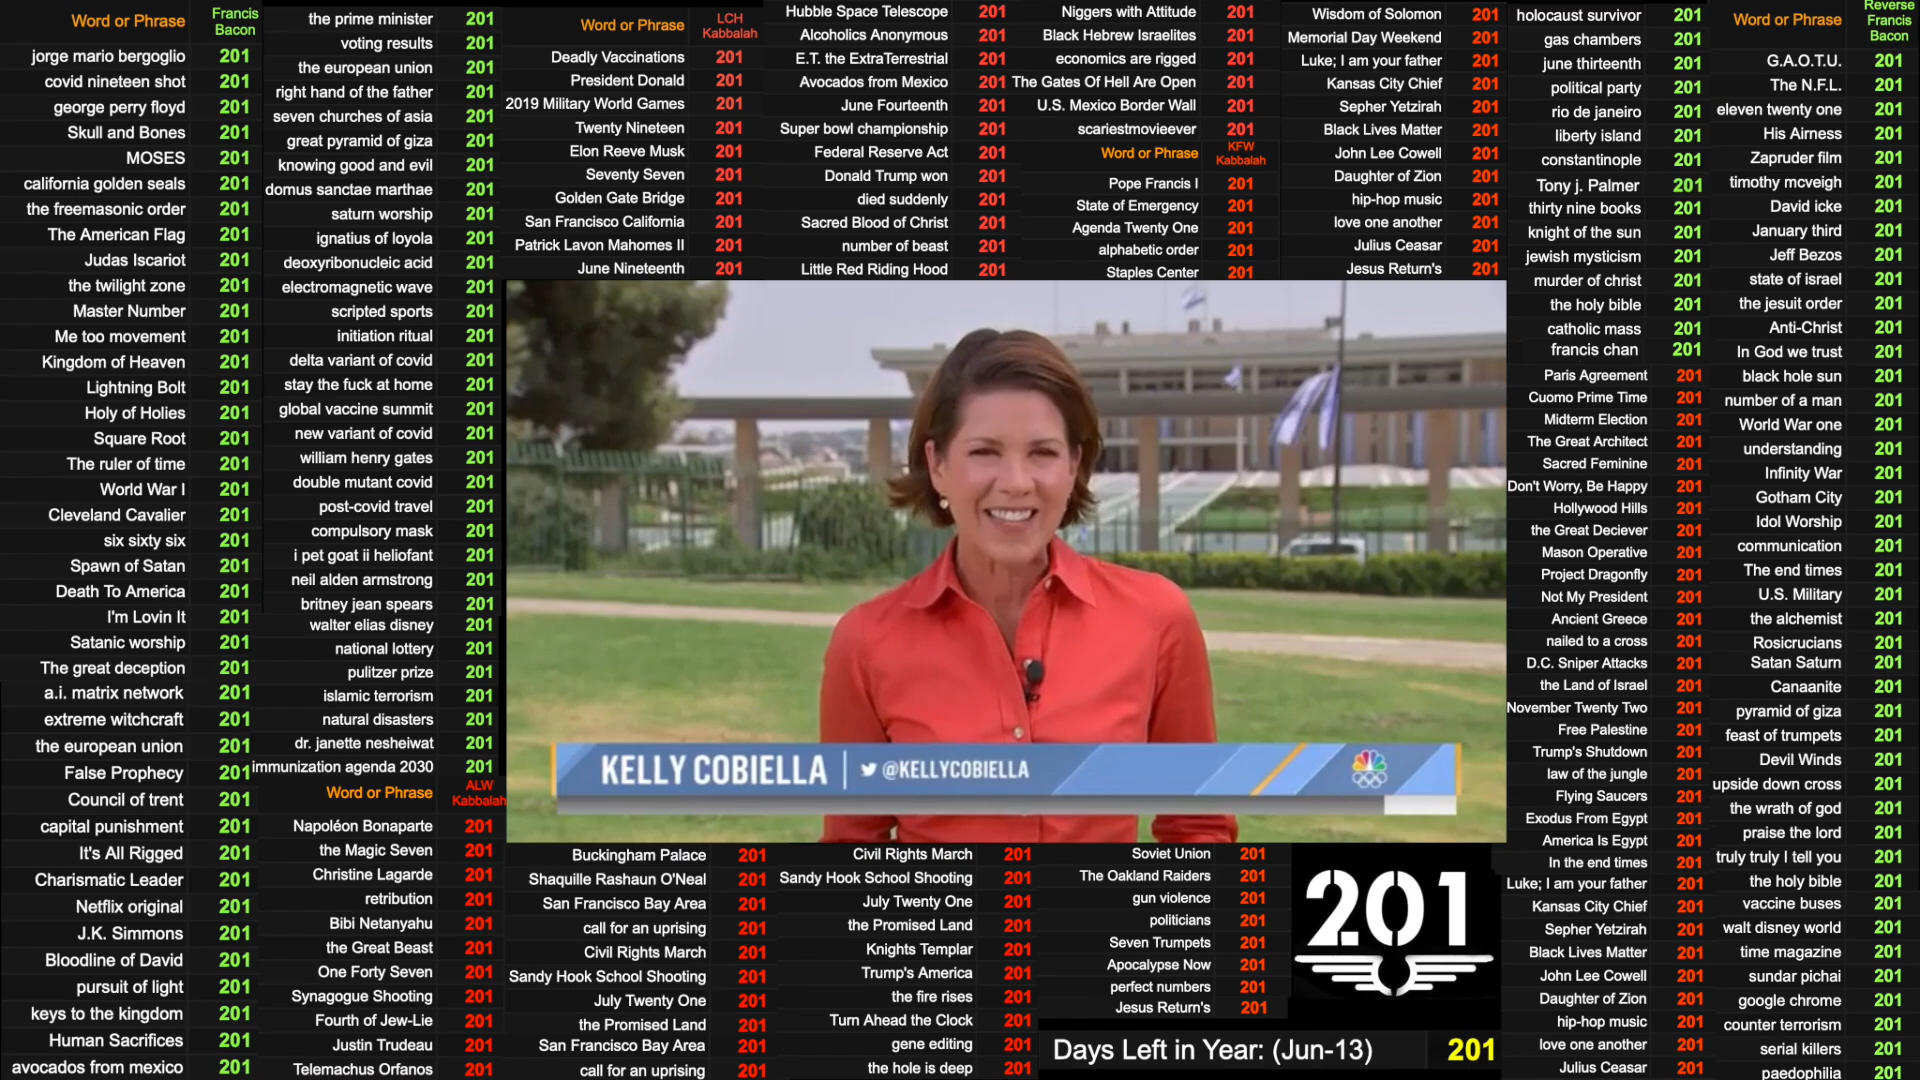 Word or Phrase Francis Bacon
jorge mario bergoglio 201
covid nineteen shot 201
george perry floyd 201
Skull and Bones 201
MOSES 201
california golden seals 201
the freemasonic order 201
The American Flag 201
Judas Iscariot 201
the twilight zone 201
Master Number 201
Me too movement 201
Kingdom of Heaven 201
Lightning Bolt 201
Holy of Holies 201
Square Root 201
The ruler of time 201
World War I 201
Cleveland Cavalier 201
six sixty six 201
Spawn of Satan 201
Death To America 201
I'm Lovin It 201
Satanic worship 201
The great deception 201
a.i. matrix network 201
extreme witchcraft 201
the european union 201
False Prophecy 201
Council of trent 201
capital punishment 201
It's All Rigged 201
Charismatic Leader 201
Netflix original 201
J.K. Simmons 201
Bloodline of David 201
pursuit of light 201
keys to the kingdom 201
Human Sacrifices 201
avocados from mexico 201
the prime minister 201
voting results 201
the european union 201
right hand of the father 201
seven churches of asia 201
great pyramid of giza 201
knowing good and evil 201
domus sanctae marthae 201
saturn worship 201
ignatius of loyola 201
deoxyribonucleic acid 201
electromagnetic wave 201
scripted sports 201
initiation ritual 201
delta variant of covid 201
stay the fuck at home 201
global vaccine summit 201
new variant of covid 201
william henry gates 201
double mutant covid 201
post-covid travel 201
compulsory mask 201
i pet goat ii heliofant 201
neil alden armstrong 201
britney jean spears 201
walter elias disney 201
national lottery 201
pulitzer prize 201
islamic terrorism 201
natural disasters 201
dr. janette nesheiwat 201
immunization agenda 2030 201
Word or Phrase ALW Kabbalah
Napoléon Bonaparte 201
the Magic Seven 201
Christine Lagarde 201
retribution 201
Bibi Netanyahu 201
the Great Beast 201
One Forty Seven 201
Synagogue Shooting 201
Fourth of Jew-Lie 201
Justin Trudeau 201
Telemachus Orfanos 201
Word or Phrase LCH Kabbalah
Deadly Vaccinations 201
President Donald 201
2019 Military World Games 201
Twenty Nineteen 201
Elon Reeve Musk 201
Seventy Seven 201
Golden Gate Bridge 201
San Francisco California 201
Patrick Lavon Mahomes II 201
June Nineteenth 201
Hubble Space Telescope 201
Alcoholics Anonymous 201
E.T. the ExtraTerrestrial 201
Avocados from Mexico 201
June Fourteenth 201
Super bowl championship 201
Federal Reserve Act 201
Donald Trump won 201
died suddenly 201
Sacred Blood of Christ 201
number of beast 201
Little Red Riding Hood 201
Niggers with Attitude 201
Black Hebrew Israelites 201
economics are rigged 201
The Gates Of Hell Are Open 201
U.S. Mexico Border Wall 201
scariestmovieever 201
Word or Phrase KFW Kabbalah
Pope Francis I 201
State of Emergency 201
Agenda Twenty One 201
alphabetic order 201
Staples Center 201
Wisdom of Solomon 201
Memorial Day Weekend 201
Luke; I am your father 201
Kansas City Chief 201
Sepher Yetzirah 201
Black Lives Matter 201
John Lee Cowell 201
Daughter of Zion 201
hip-hop music 201
love one another 201
Julius Ceasar 201
Jesus Return's 201
KELLY COBIELLA @KELLYCOBIELLA
Buckingham Palace 201
Shaquille Rashaun O'Neal 201
San Francisco Bay Area 201
call for an uprising 201
Civil Rights March 201
Sandy Hook School Shooting 201
July Twenty One 201
the Promised Land 201
San Francisco Bay Area 201
call for an uprising 201
Civil Rights March 201
Sandy Hook School Shooting 201
July Twenty One 201
the Promised Land 201
Knights Templar 201
Trump's America 201
the fire rises 201
Turn Ahead the Clock 201
gene editing 201
the hole is deep 201
Soviet Union 201
The Oakland Raiders 201
gun violence 201
politicians 201
Seven Trumpets 201
Apocalypse Now 201
perfect numbers 201
Jesus Return's 201
201
Days Left in Year: (Jun-13) 201
holocaust survivor 201
gas chambers 201
june thirteenth 201
political party 201
rio de janeiro 201
liberty island 201
constantinople 201
Tony j. Palmer 201
thirty nine books 201
knight of the sun 201
jewish mysticism 201
murder of christ 201
the holy bible 201
catholic mass 201
francis chan 201
Paris Agreement 201
Cuomo Prime Time 201
Midterm Election 201
The Great Architect 201
Sacred Feminine 201
Don't Worry, Be Happy 201
Hollywood Hills 201
the Great Deciever 201
Mason Operative 201
Project Dragonfly 201
Not My President 201
Ancient Greece 201
nailed to a cross 201
D.C. Sniper Attacks 201
the Land of Israel 201
November Twenty Two 201
Free Palestine 201
Trump's Shutdown 201
law of the jungle 201
Flying Saucers 201
Exodus From Egypt 201
America Is Egypt 201
In the end times 201
Luke; I am your father 201
Kansas City Chief 201
Sepher Yetzirah 201
Black Lives Matter 201
John Lee Cowell 201
Daughter of Zion 201
hip-hop music 201
love one another 201
Julius Ceasar 201
Word or Phrase Reverse Francis Bacon
G.A.O.T.U. 201
The N.F.L. 201
eleven twenty one 201
His Airness 201
Zapruder film 201
timothy mcveigh 201
David icke 201
January third 201
Jeff Bezos 201
state of israel 201
the jesuit order 201
Anti-Christ 201
In God we trust 201
black hole sun 201
number of a man 201
World War one 201
understanding 201
Infinity War 201
Gotham City 201
Idol Worship 201
communication 201
The end times 201
U.S. Military 201
the alchemist 201
Rosicrucians 201
Satan Saturn 201
Canaanite 201
pyramid of giza 201
feast of trumpets 201
Devil Winds 201
upside down cross 201
the wrath of god 201
praise the lord 201
truly truly I tell you 201
the holy bible 201
vaccine buses 201
walt disney world 201
time magazine 201
sundar pichai 201
google chrome 201
counter terrorism 201
serial killers 201
paedophilia 201